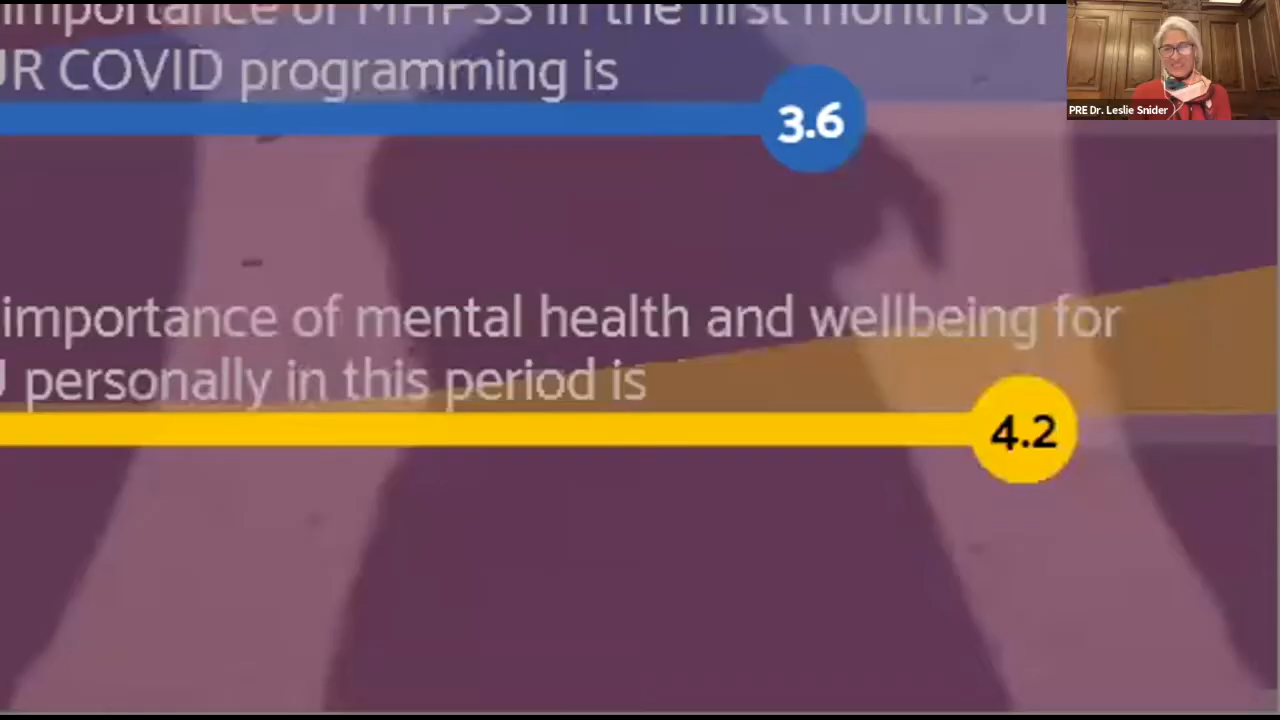 importance of MHPSS in the first months of
UR COVID programming is
3.6
importance of mental health and wellbeing for
personally in this period is
4.2
PRE Dr. Leslie Snider